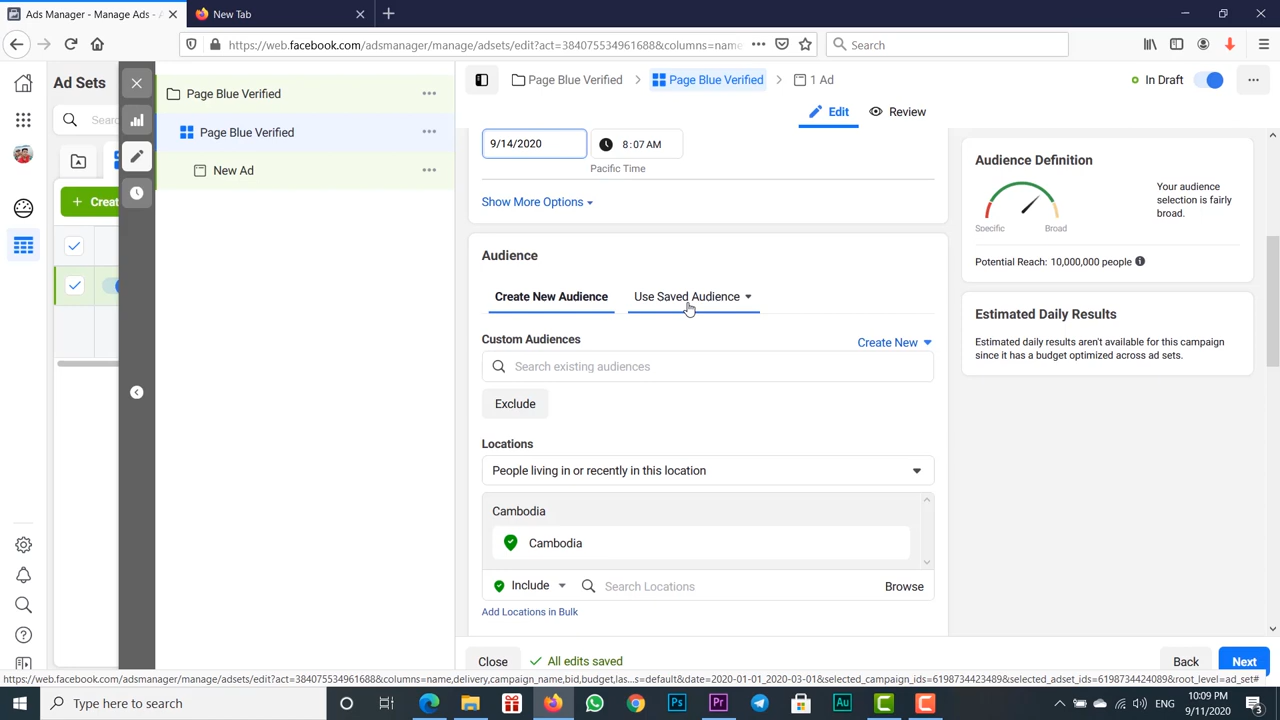 Ads Manager - Manage Ads - A
New Tab
https://web.facebook.com/adsmanager/manage/adsets/edit?act=384075534961688&columns=name
Search
Ad Sets
Page Blue Verified
Page Blue Verified
1 Ad
In Draft
Page Blue Verified
Edit
Review
Searc
Page Blue Verified
9/14/2020
8:07AM
Pacific Time
New Ad
Creat
Show More Options
Audience Definition
Your audience
selection is fairly
broad.
Specific
Broad
Potential Reach: 10,000,000 people
Audience
Create New Audience
Use Saved Audience
Estimated Daily Results
Estimated daily results aren't available for this campaign
since it has a budget optimized across ad sets.
Custom Audiences
Create New
Search existing audiences
Exclude
Locations
People living in or recently in this location
Cambodia
Cambodia
Include
Search Locations
Browse
Add Locations in Bulk
Close
All edits saved
Back
Next
https://web.facebook.com/adsmanager/manage/adsets/edit?act=384075534961688&columns=name,delivery,campaign_name,bid,budget,las...s=default&date=2020-01-01_2020-03-01&selected_campaign_ids=6198734423489&selected_adset_ids=6198734424089&root_level=ad_set#
Type here to search
ENG
10:09 PM
9/11/2020
3